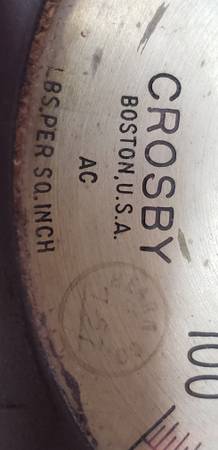 CROSBY
BOSTON, U.S.A.
AC
LBS. PER SQ. INCH
100